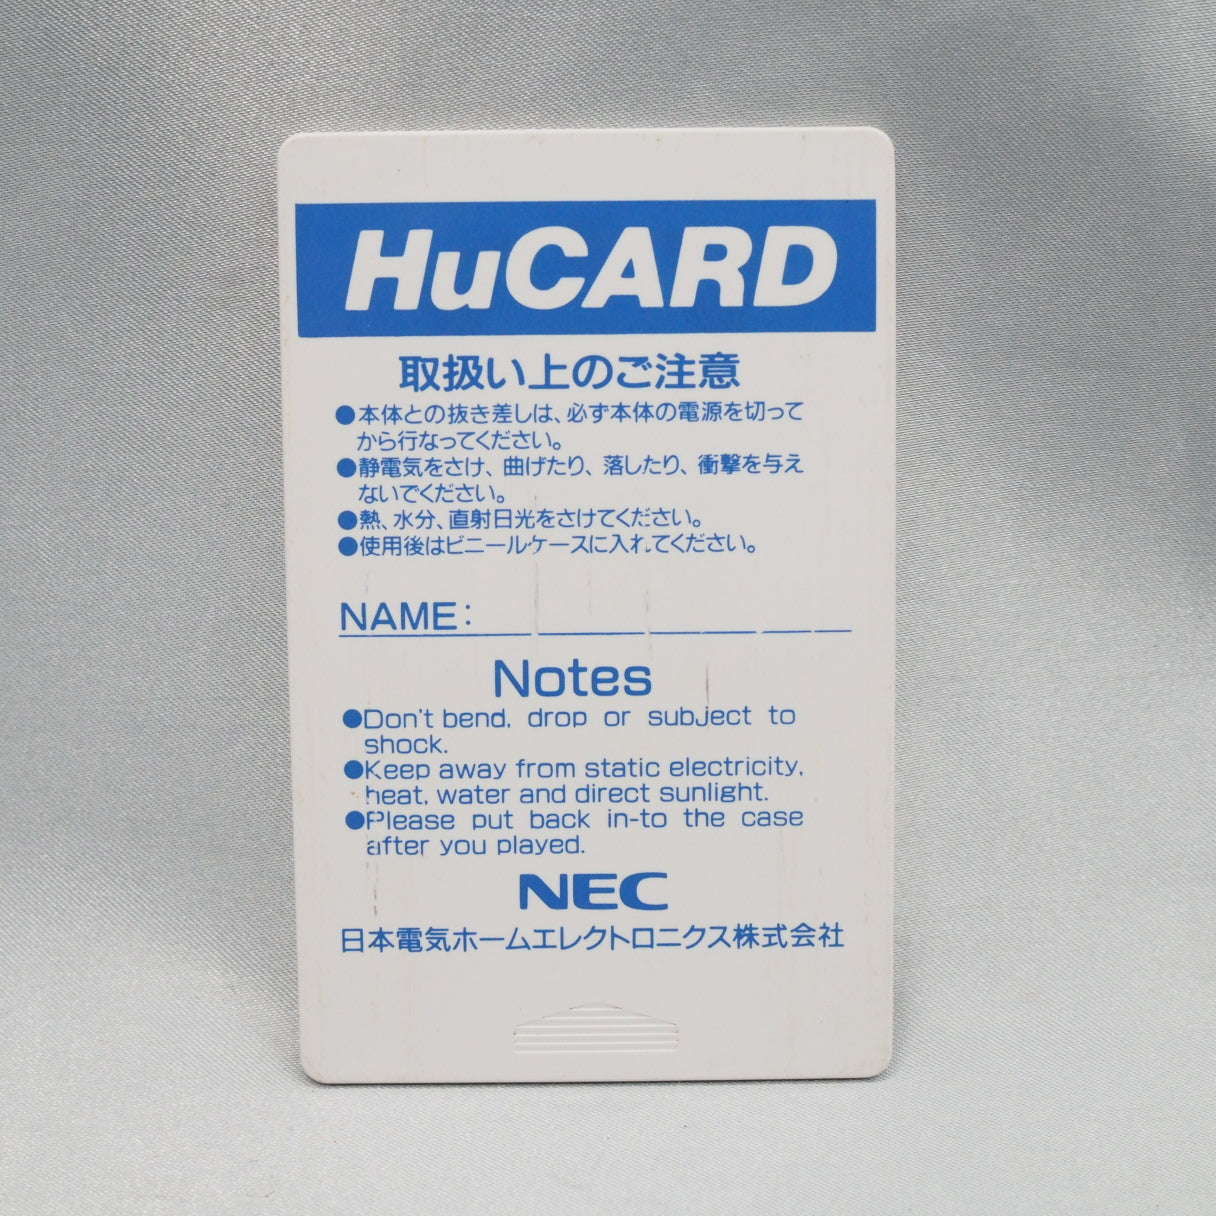 HuCARD
取扱い上のご注意
●本体との抜き差しは、必ず本体の電源を切って
から行なってください。
●静電気をさけ、曲げたり、落したり、衝撃を与え
ないでください。
●熱、水分、直射日光をさけてください。
●使用後はビニールケースに入れてください。
NAME:
Notes
●Don't bend, drop or subject to
shock.
●Keep away from static electricity,
heat, water and direct sunlight.
●Please put back in-to the case
after you played.
NEC
日本電気ホームエレクトロニクス株式会社